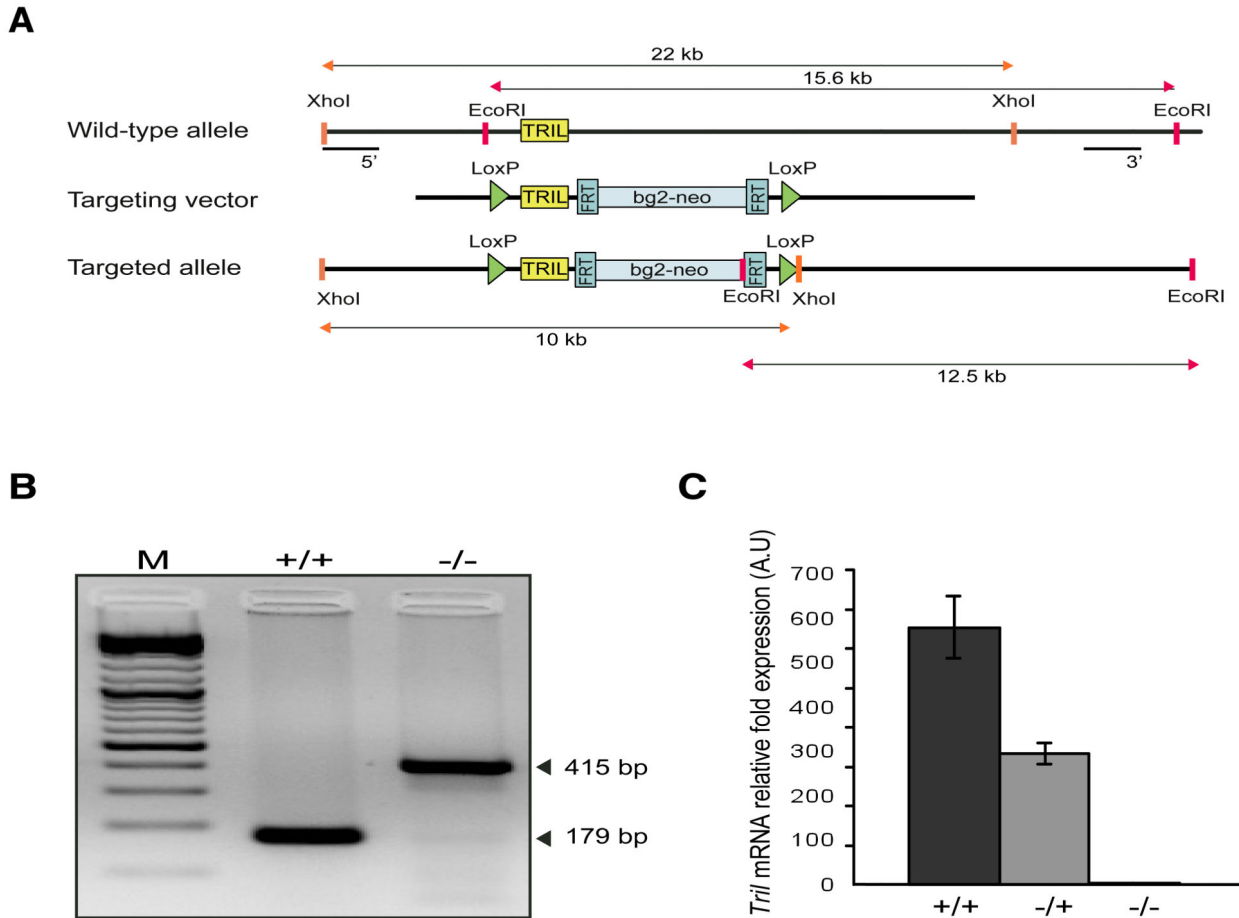 A
22 kb
15.6 kb
XhoI
EcoRI
XhoI
EcoRI
Wild-type allele
TRIL
5'
3'
LoxP
LoxP
Targeting vector
TRIL
FRT
bg2-neo
FRT
LoxP
LoxP
Targeted allele
TRIL
FRT
bg2-neo
FRT
XhoI
EcoRI
XhoI
EcoRI
10 kb
12.5 kb
B
M
+/+
-/-
415 bp
179 bp
C
Tril mRNA relative fold expression (A.U)
700
600
500
400
300
200
100
0
+/+
-/+
-/-